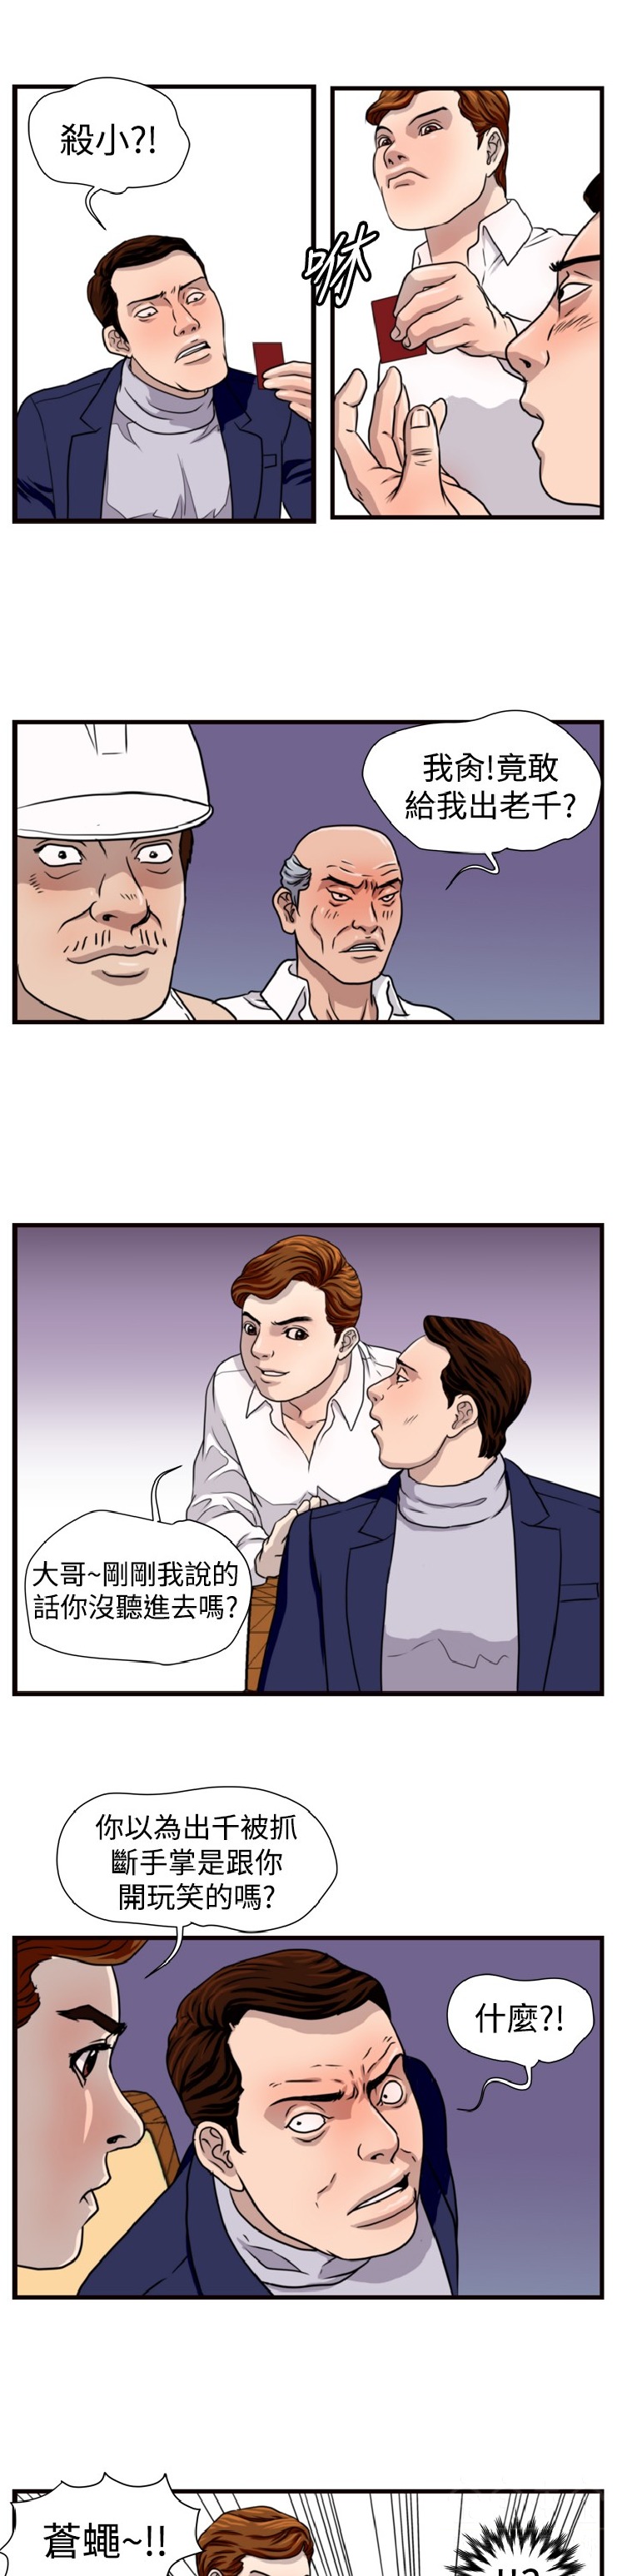 殺小?!
咻
我肏!竟敢
給我出老千?
大哥~剛剛我說的
話你沒聽進去嗎?
你以為出千被抓
斷手掌是跟你
開玩笑的嗎?
什麼?!
蒼蠅~!!